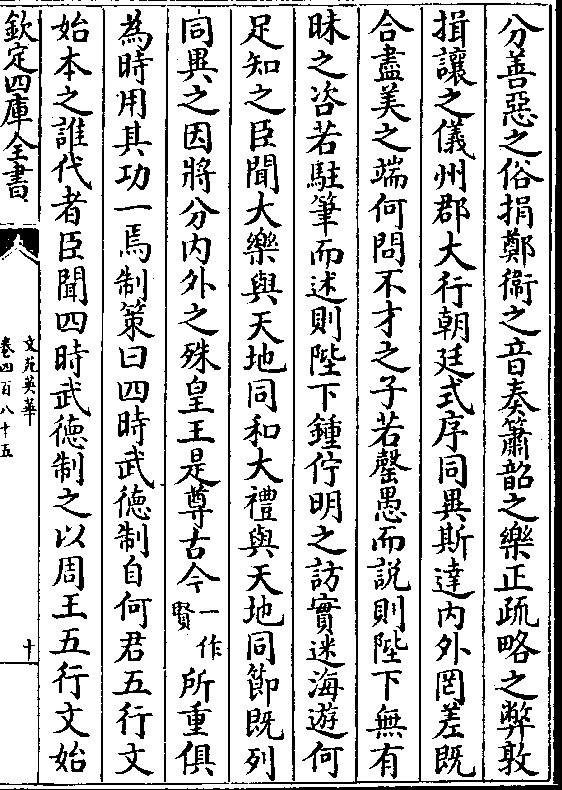 分善惡之俗捐鄭衛之音奏簫韶之樂正疏略之弊敦
揖讓之儀州郡大行朝廷式序同異斯達内外罔差既
合盡美之端何問不才之子若罄愚而説則陛下無有
昧之咨若駐筆而述則陛下鍾佇明之訪實迷海遊何
足知之臣聞大樂與天地同和大禮與天地同節既列
同異之因將分内外之殊皇王是尊古今一作賢所重俱
為時用其功一焉制策曰四時武徳制自何君五行文
始本之誰代者臣聞四時武徳制之以周王五行文始
欽定四庫全書
文苑英華
卷四百八十五
十